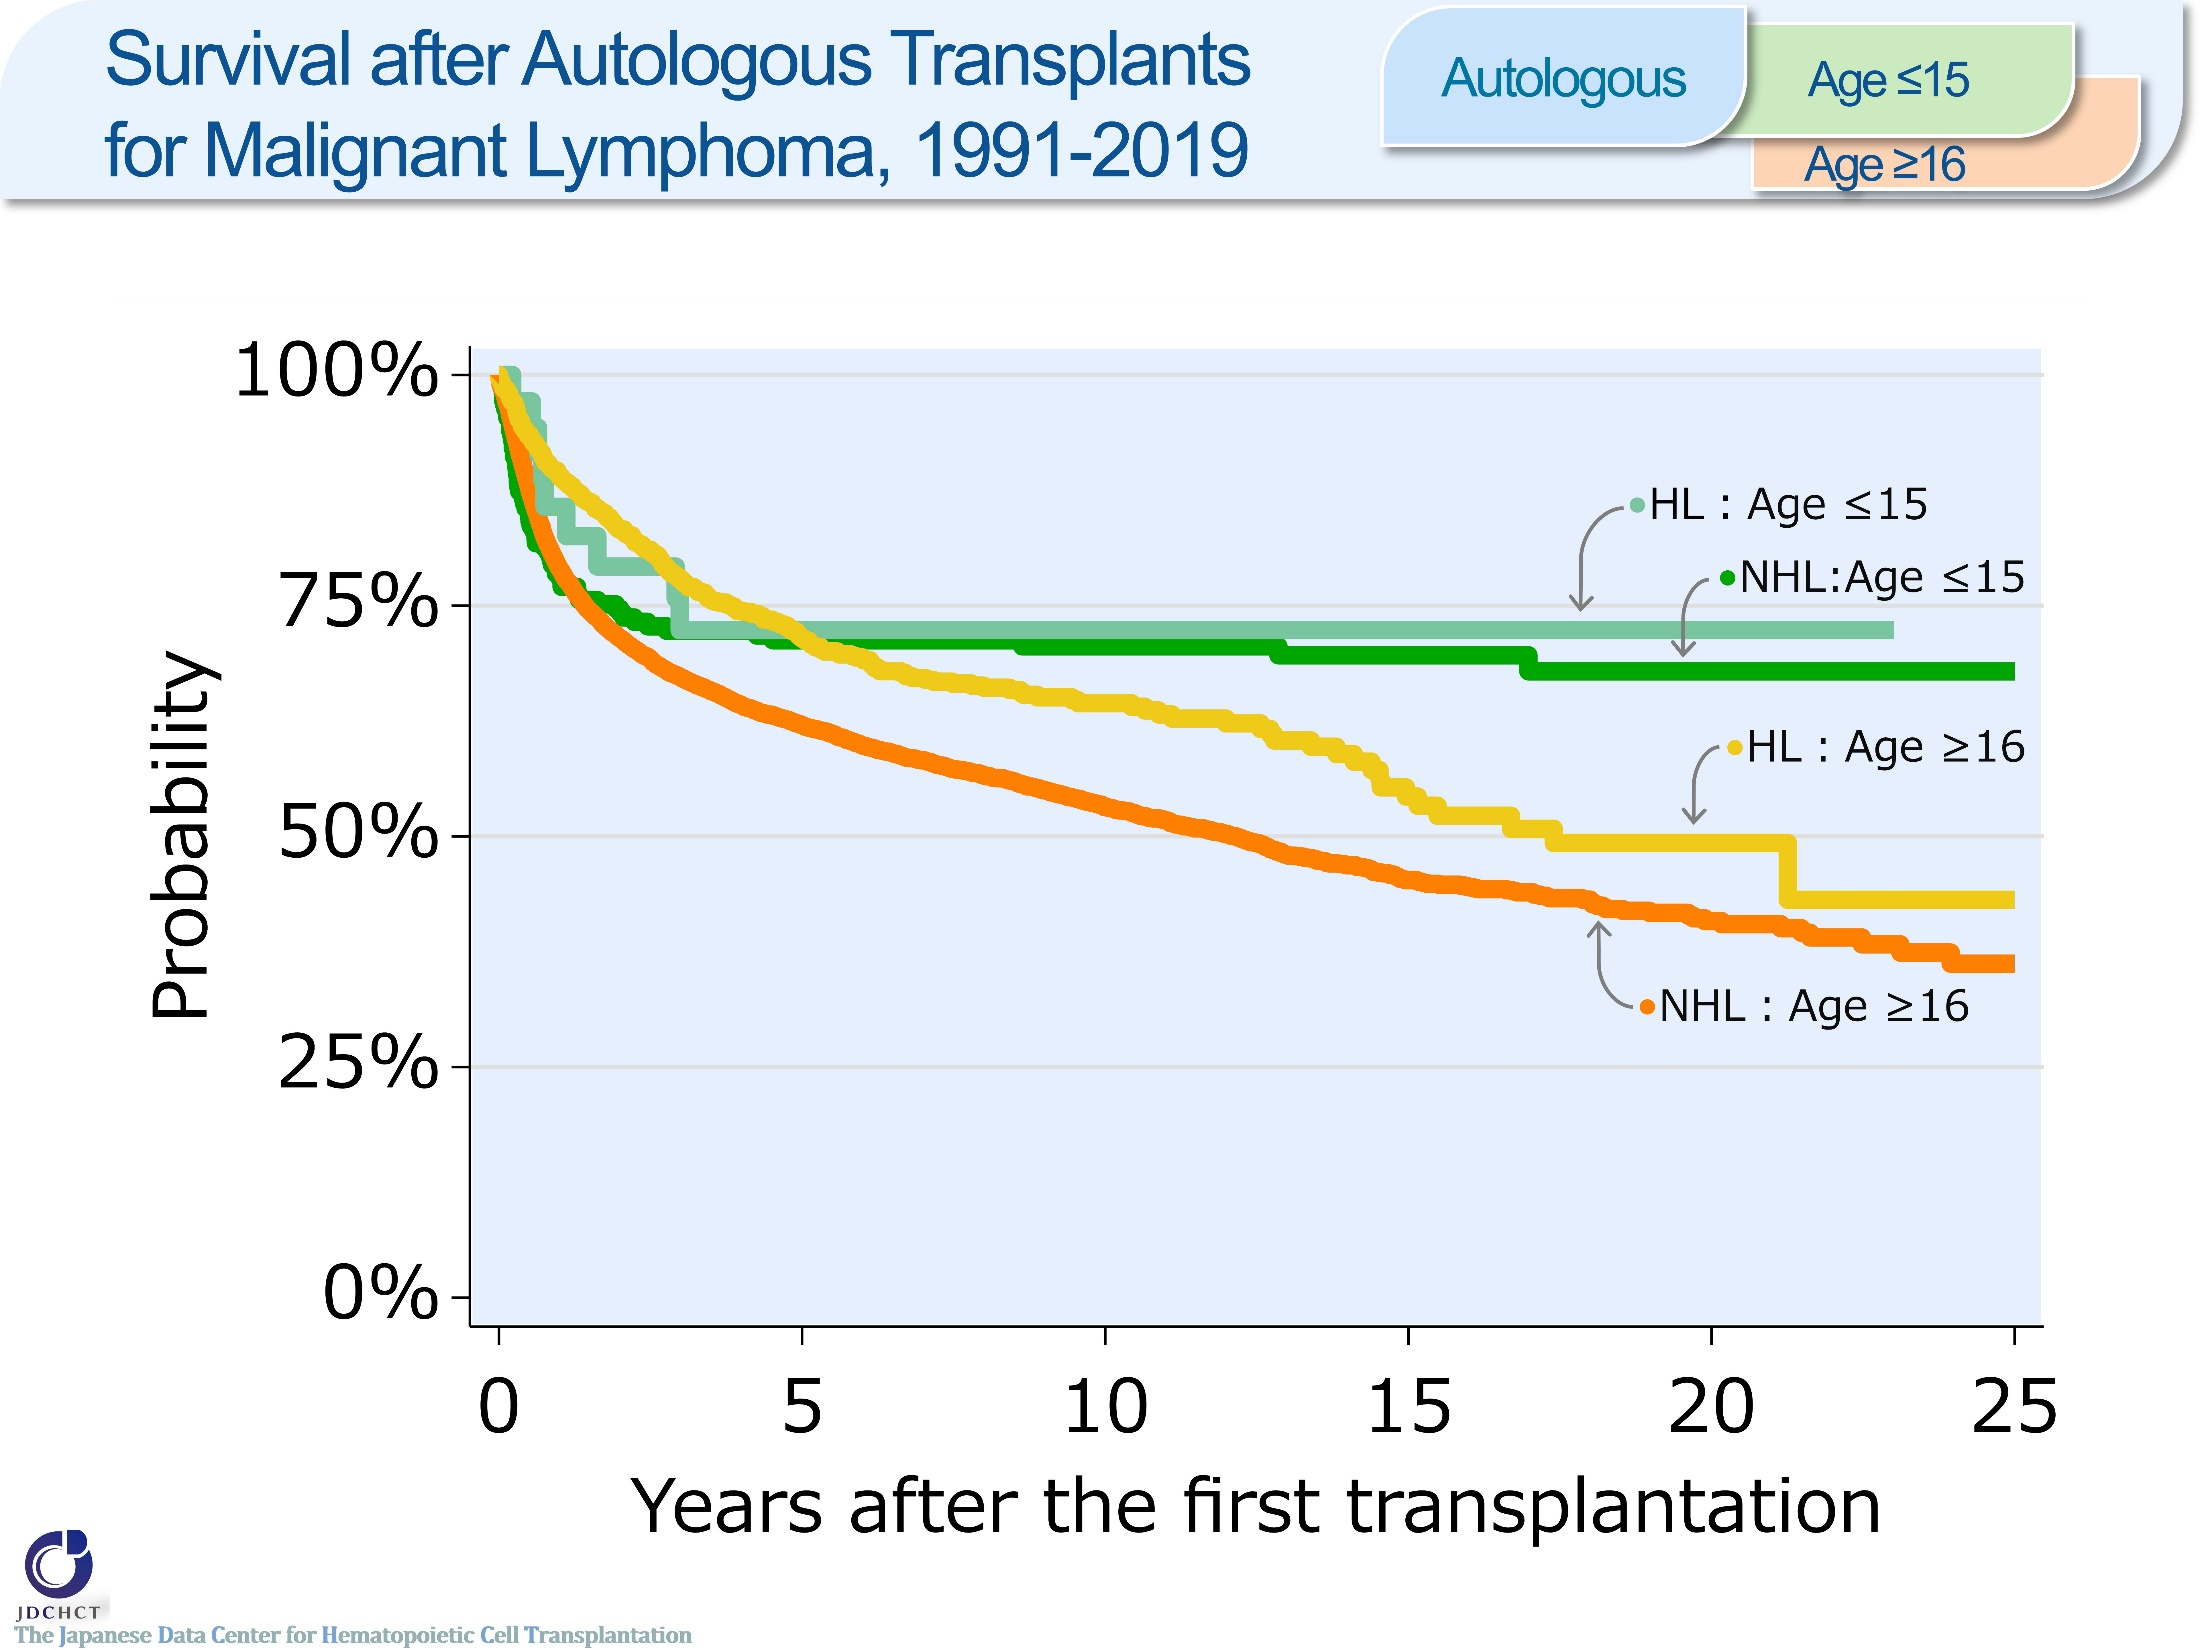 Survival after Autologous Transplants
for Malignant Lymphoma, 1991-2019
Autologous
Age ≤15
Age ≥16
100%
75%
50%
25%
0%
Probability
HL : Age ≤15
NHL:Age ≤15
HL : Age ≥16
NHL : Age ≥16
0 5 10 15 20 25
Years after the first transplantation
JDCHCT
The Japanese Data Center for Hematopoietic Cell Transplantation